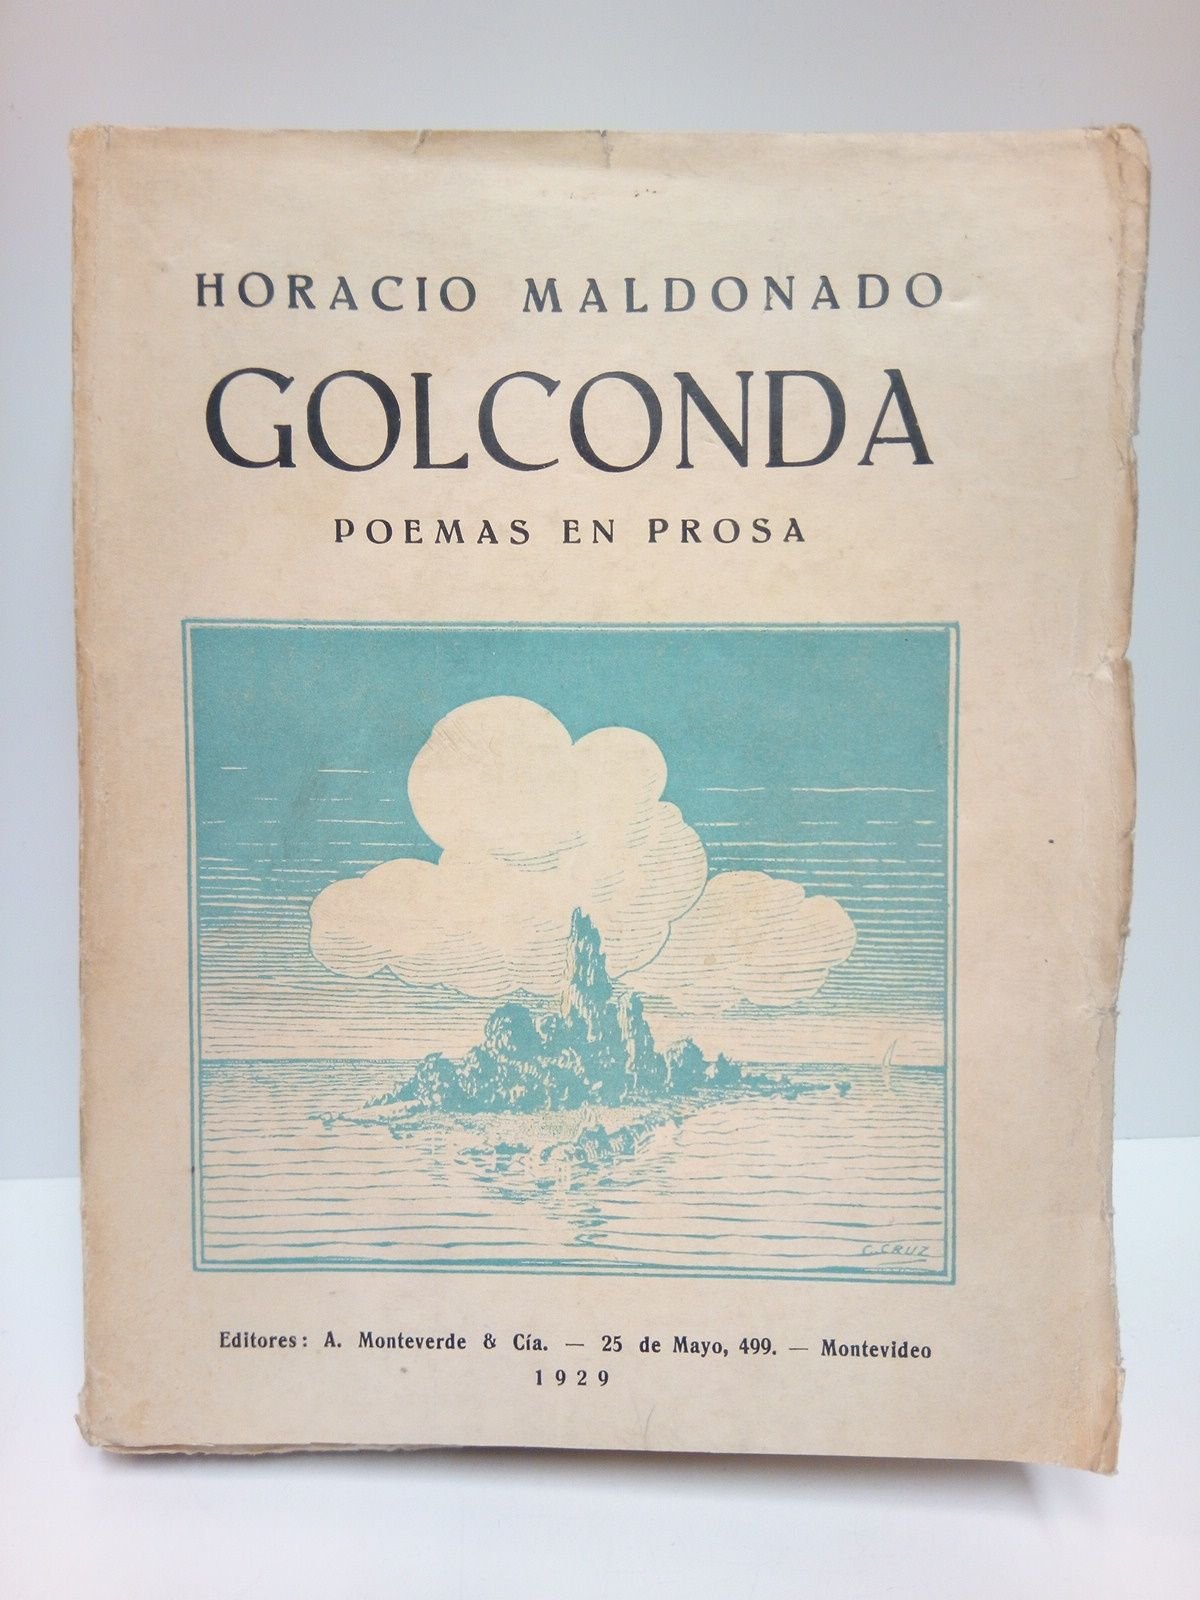 HORACIO MALDONADO
GOLCONDA
POEMAS EN PROSA
C. CRUZ
Editores: A. Monteverde & Cía. — 25 de Mayo, 499. — Montevideo
1929